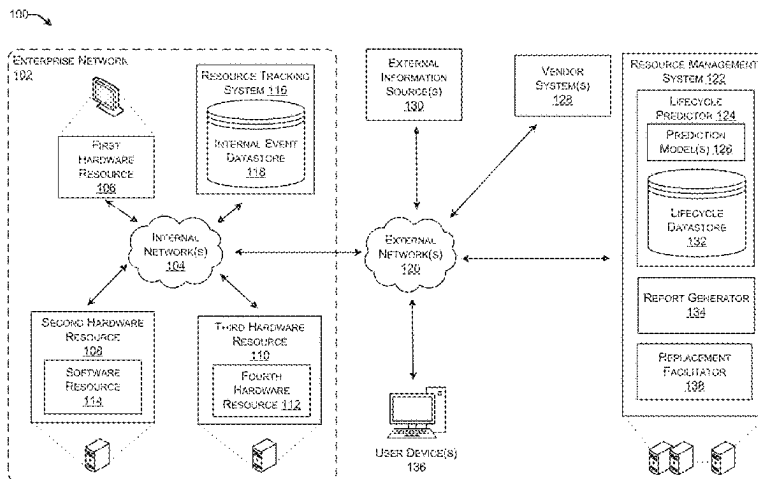 100
ENTERPRISE NETWORK
102
FIRST HARDWARE
RESOURCE
106
RESOURCE TRACKING
SYSTEM 116
INTERNAL EVENT
DATASTORE
118
INTERNAL
NETWORK(S)
104
SECOND HARDWARE
RESOURCE
108
SOFTWARE
RESOURCE
114
THIRD HARDWARE
RESOURCE
110
FOURTH
HARDWARE
RESOURCE 112
EXTERNAL
INFORMATION
SOURCE(S)
130
VENDOR
SYSTEM(S)
128
EXTERNAL
NETWORK(S)
120
USER DEVICE(S)
136
RESOURCE MANAGEMENT
SYSTEM 122
LIFECYCLE
PREDICTOR 124
PREDICTION
MODEL(S) 126
LIFECYCLE
DATASTORE
132
REPORT GENERATOR
134
REPLACEMENT
FACILITATOR
138